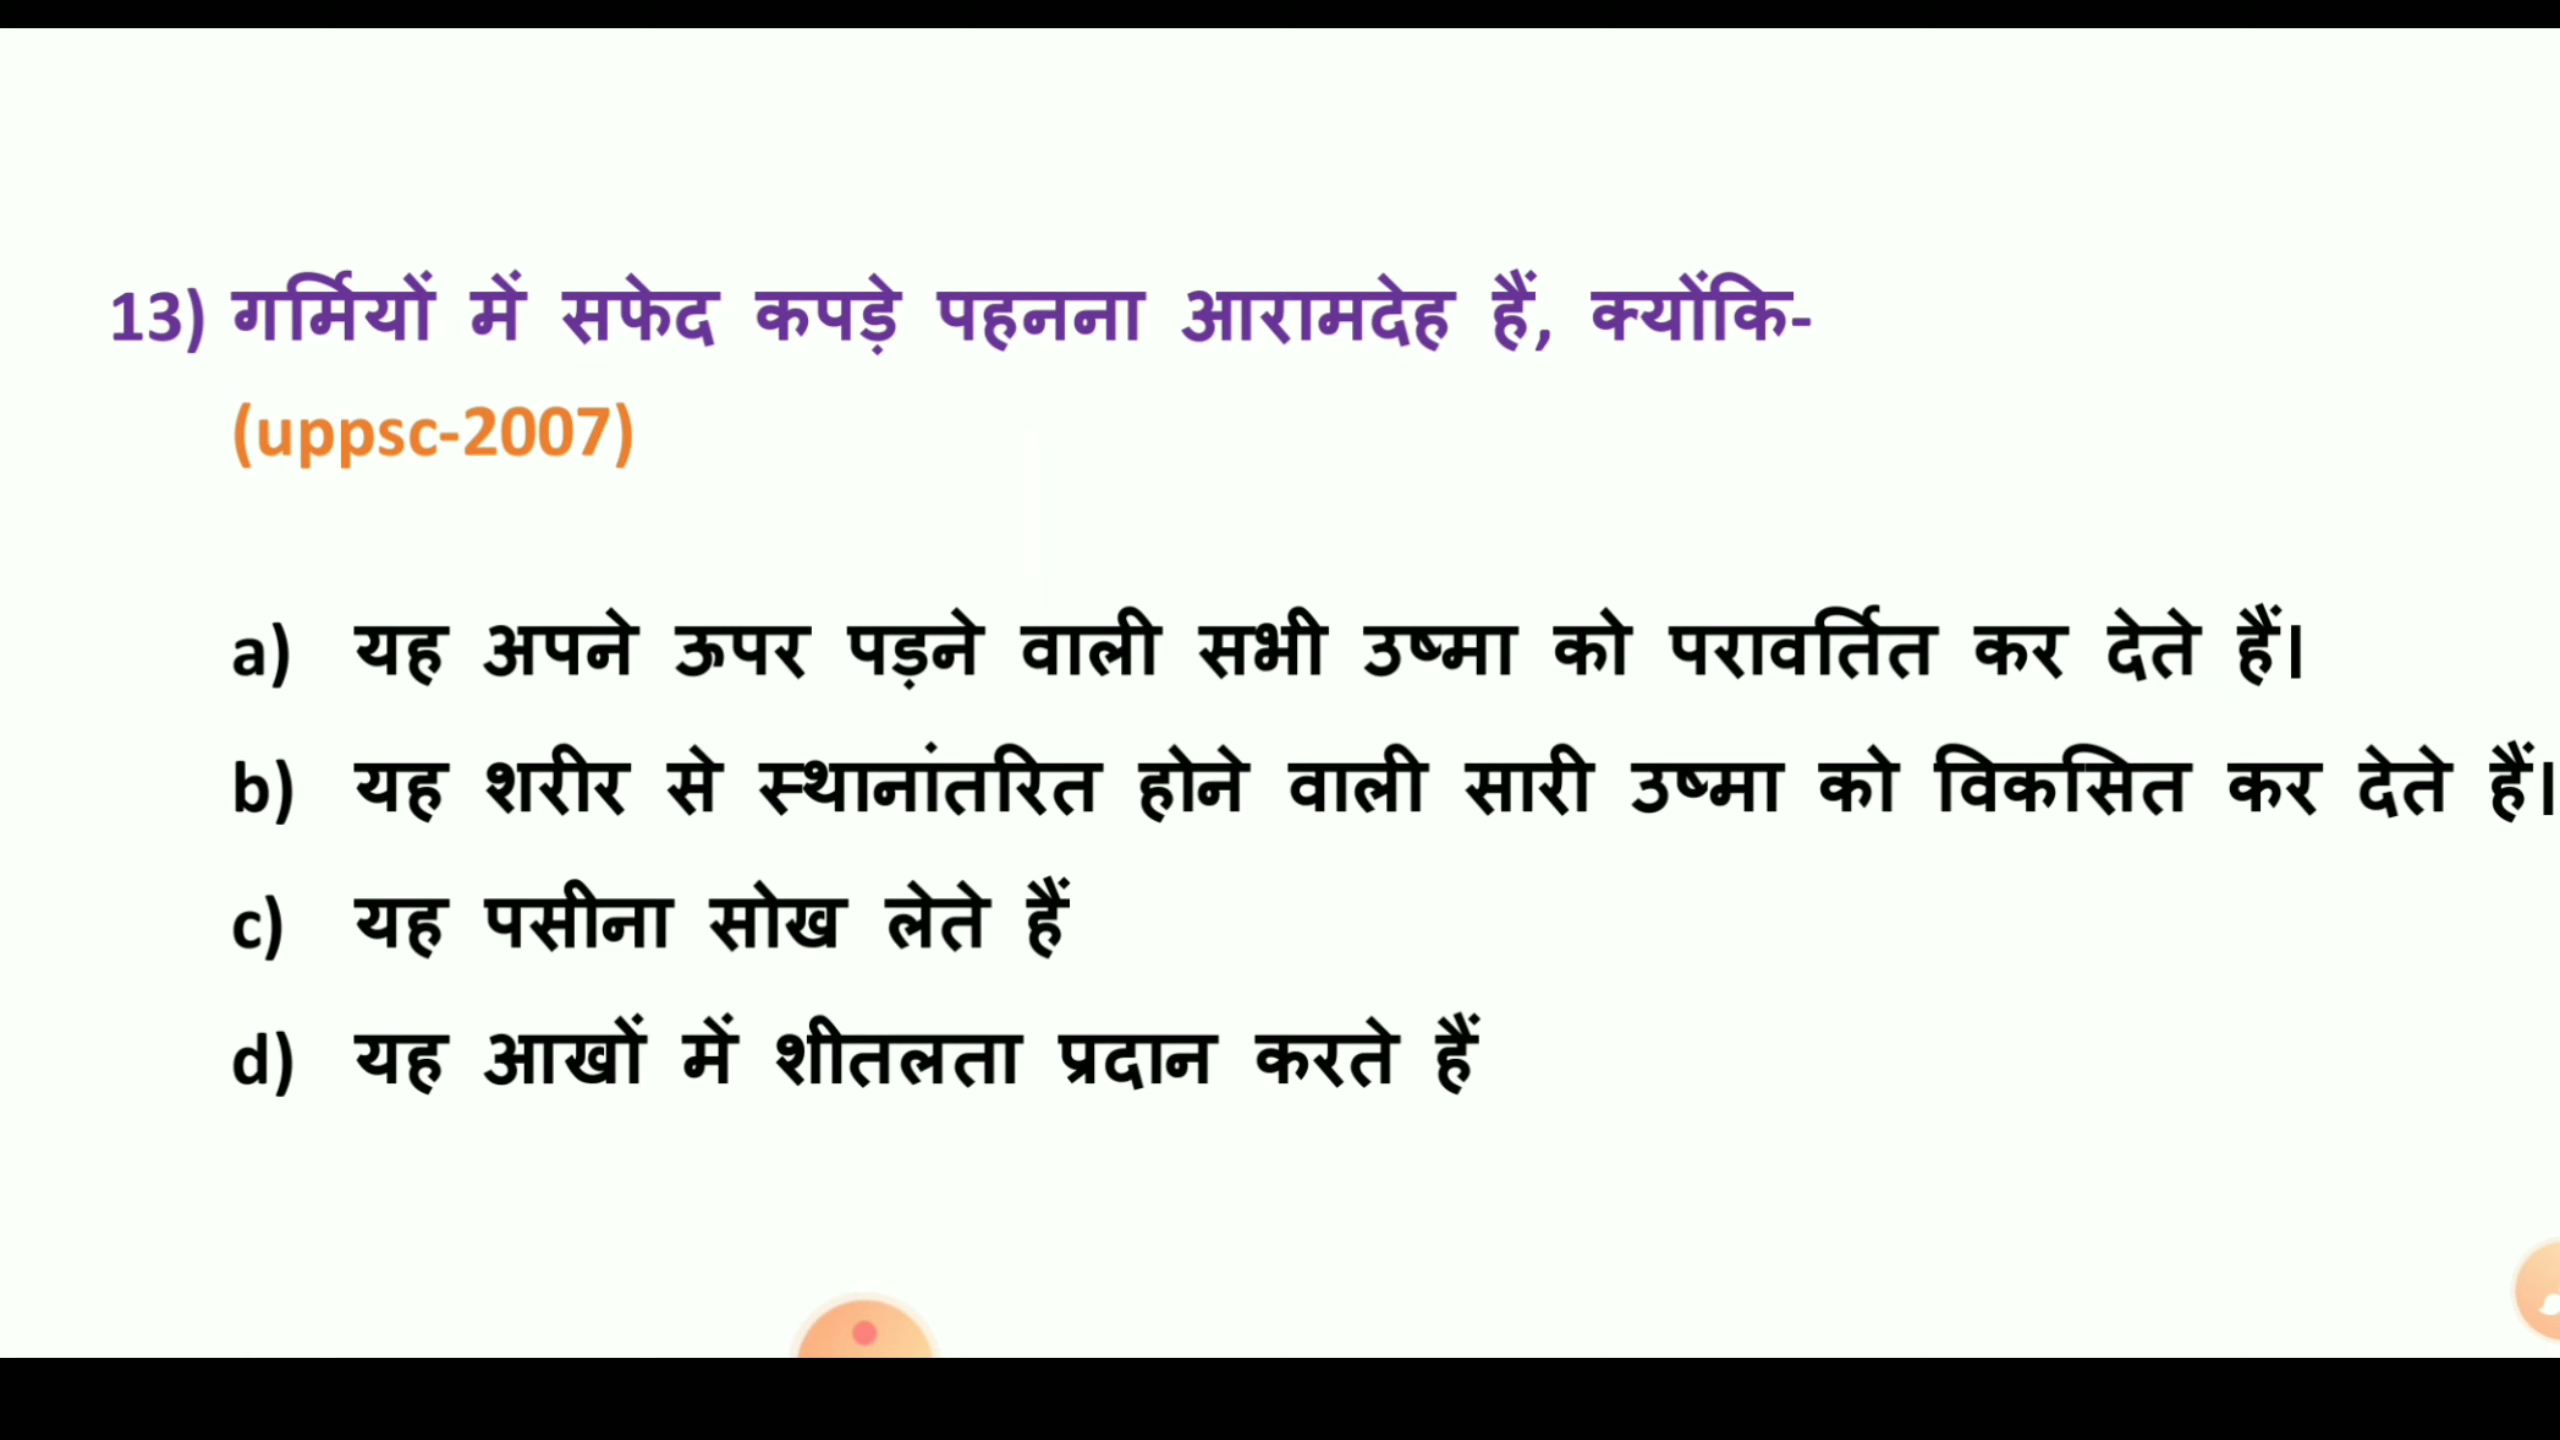 13) गर्मियों में सफेद कपड़े पहनना आरामदेह हैं, क्योंकि-
(uppsc-2007)
a) यह अपने ऊपर पड़ने वाली सभी उष्मा को परावर्तित कर देते हैं।
b) यह शरीर से स्थानांतरित होने वाली सारी उष्मा को विकसित कर देते हैं।
c) यह पसीना सोख लेते हैं
d) यह आखों में शीतलता प्रदान करते हैं